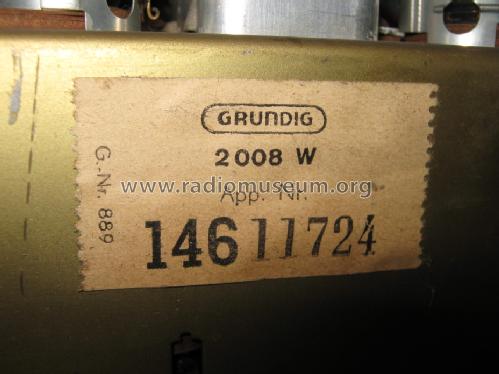 GRUNDIG
2008 W
www.radiomuseum.org
App. Nr.
14611724
G.-Nr. 889